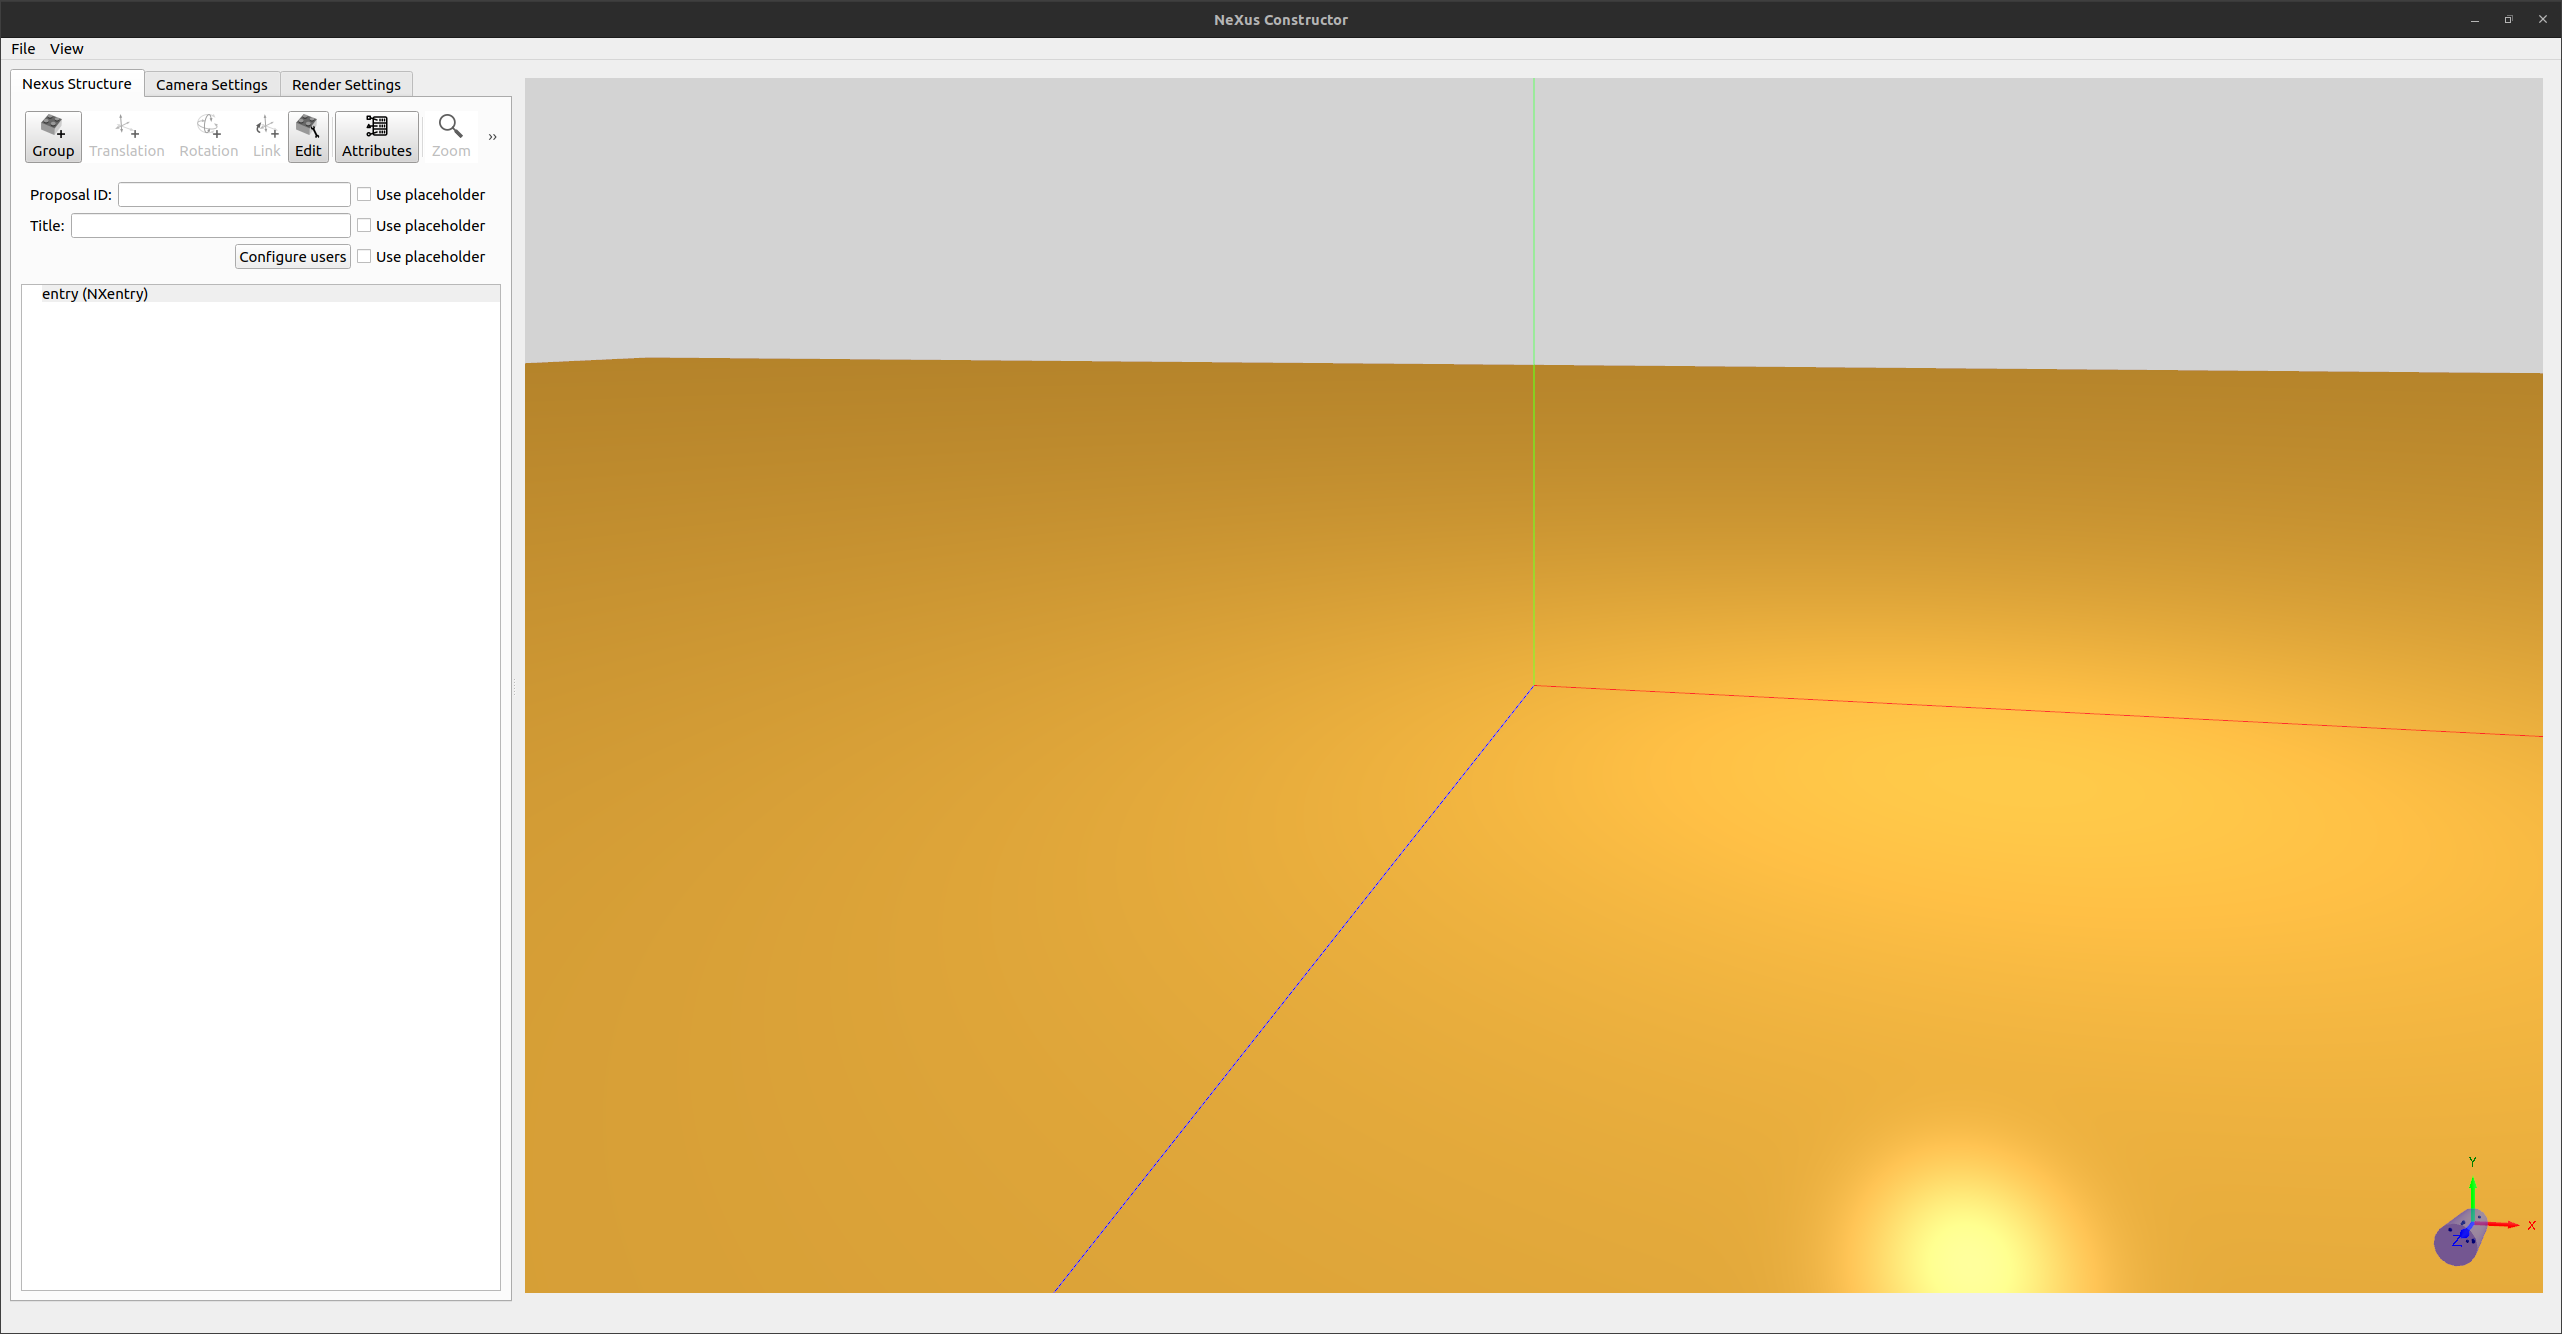 NeXus Constructor
File View
Nexus Structure Camera Settings Render Settings
Group Translation Rotation Link Edit Attributes Zoom »
Proposal ID: Use placeholder
Title: Use placeholder
Configure users Use placeholder
entry (NXentry)
Y
X
Z